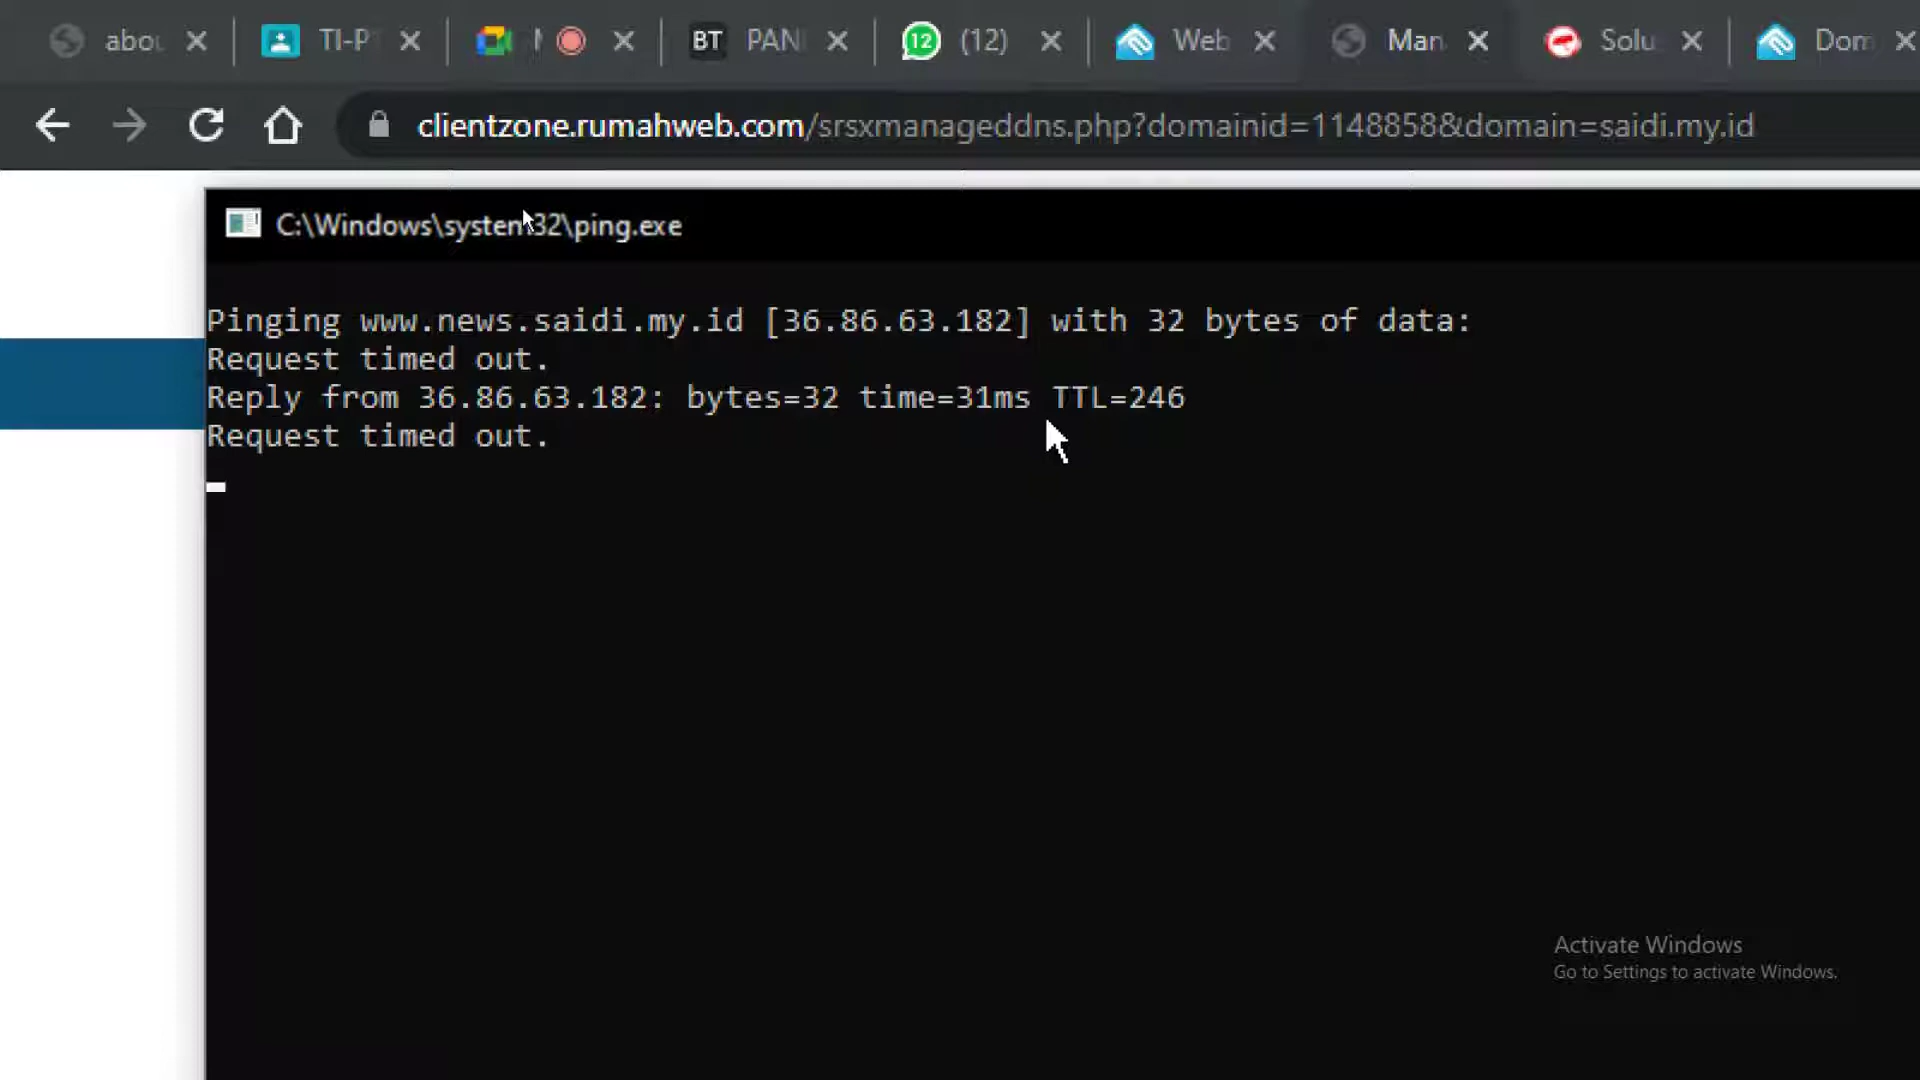 abou
TI-P
BT PAN
12 (12)
Web
Man
Solu
Dom
clientzone.rumahweb.com/srsxmanageddns.php?domainid=1148858&domain=saidi.my.id
C:\Windows\system32\ping.exe
Pinging www.news.saidi.my.id [36.86.63.182] with 32 bytes of data:
Request timed out.
Reply from 36.86.63.182: bytes=32 time=31ms TTL=246
Request timed out.
Activate Windows
Go to Settings to activate Windows.